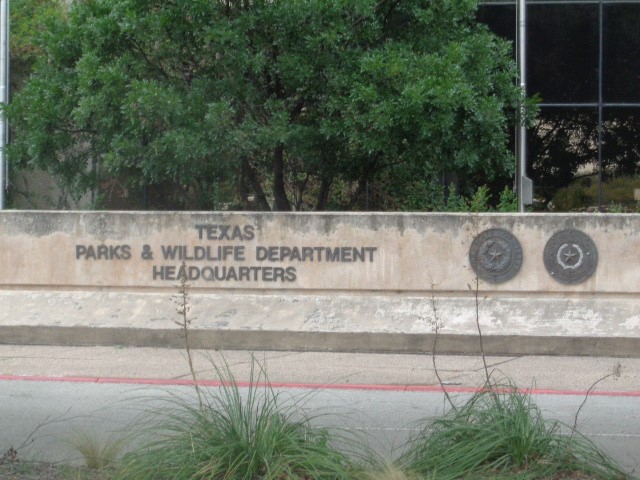 TEXAS
PARKS & WILDLIFE DEPARTMENT
HEADQUARTERS